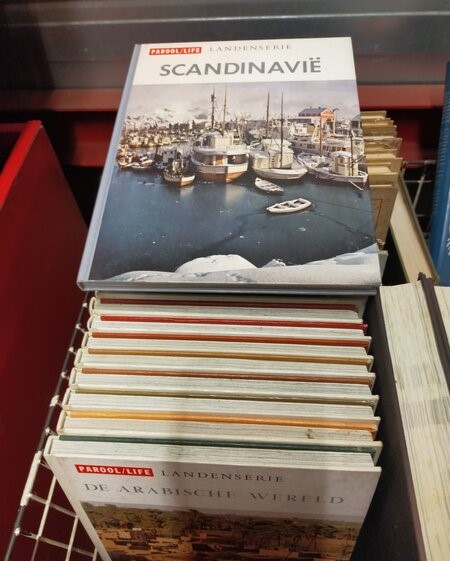 PAROOL/LIFE LANDENSERIE
SCANDINAVIË
PAROOL/LIFE LANDENSERIE
DE ARABISCHE WERELD